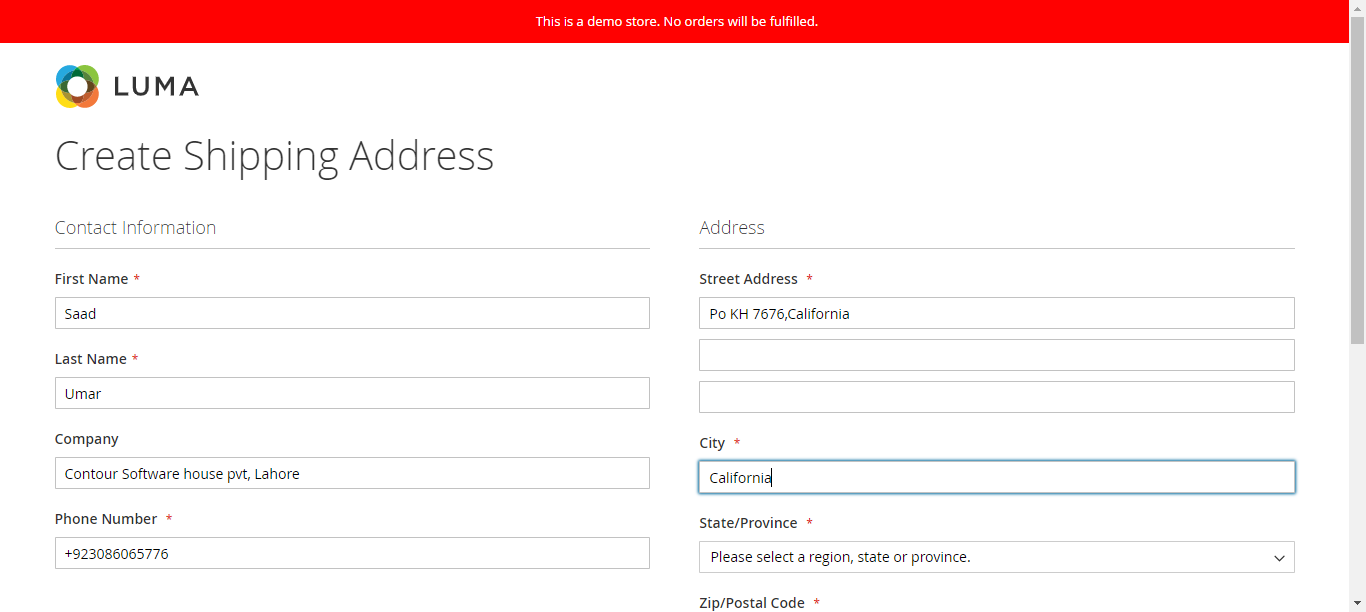 This is a demo store. No orders will be fulfilled.
LUMA
Create Shipping Address
Contact Information
First Name *
Saad
Last Name *
Umar
Company
Contour Software house pvt, Lahore
Phone Number *
+923086065776
Address
Street Address *
Po KH 7676,California
City *
California
State/Province *
Please select a region, state or province.
Zip/Postal Code *